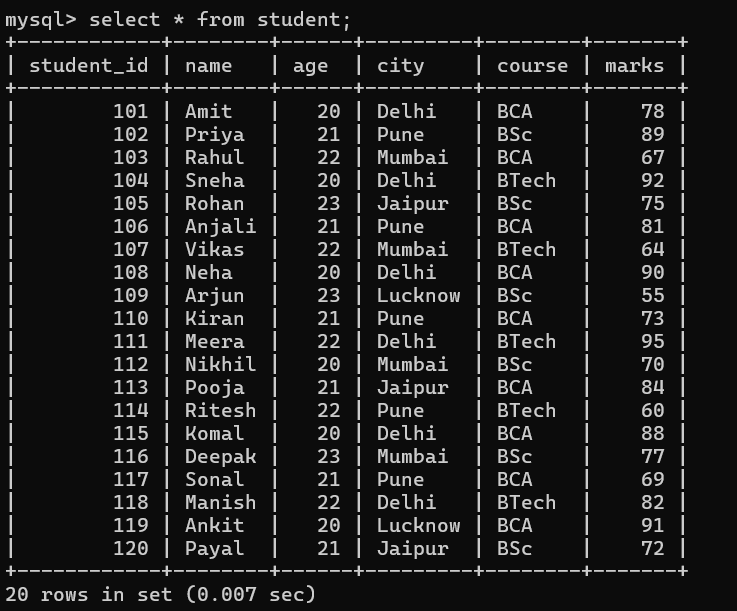 mysql> select * from student;
+------------+--------+------+---------+--------+-------+
| student_id | name   | age  | city    | course | marks |
+------------+--------+------+---------+--------+-------+
|        101 | Amit   |   20 | Delhi   | BCA    |    78 |
|        102 | Priya  |   21 | Pune    | BSc    |    89 |
|        103 | Rahul  |   22 | Mumbai  | BCA    |    67 |
|        104 | Sneha  |   20 | Delhi   | BTech  |    92 |
|        105 | Rohan  |   23 | Jaipur  | BSc    |    75 |
|        106 | Anjali |   21 | Pune    | BCA    |    81 |
|        107 | Vikas  |   22 | Mumbai  | BTech  |    64 |
|        108 | Neha   |   20 | Delhi   | BCA    |    90 |
|        109 | Arjun  |   23 | Lucknow | BSc    |    55 |
|        110 | Kiran  |   21 | Pune    | BCA    |    73 |
|        111 | Meera  |   22 | Delhi   | BTech  |    95 |
|        112 | Nikhil |   20 | Mumbai  | BSc    |    70 |
|        113 | Pooja  |   21 | Jaipur  | BCA    |    84 |
|        114 | Ritesh |   22 | Pune    | BTech  |    60 |
|        115 | Komal  |   20 | Delhi   | BCA    |    88 |
|        116 | Deepak |   23 | Mumbai  | BSc    |    77 |
|        117 | Sonal  |   21 | Pune    | BCA    |    69 |
|        118 | Manish |   22 | Delhi   | BTech  |    82 |
|        119 | Ankit  |   20 | Lucknow | BCA    |    91 |
|        120 | Payal  |   21 | Jaipur  | BSc    |    72 |
+------------+--------+------+---------+--------+-------+
20 rows in set (0.007 sec)